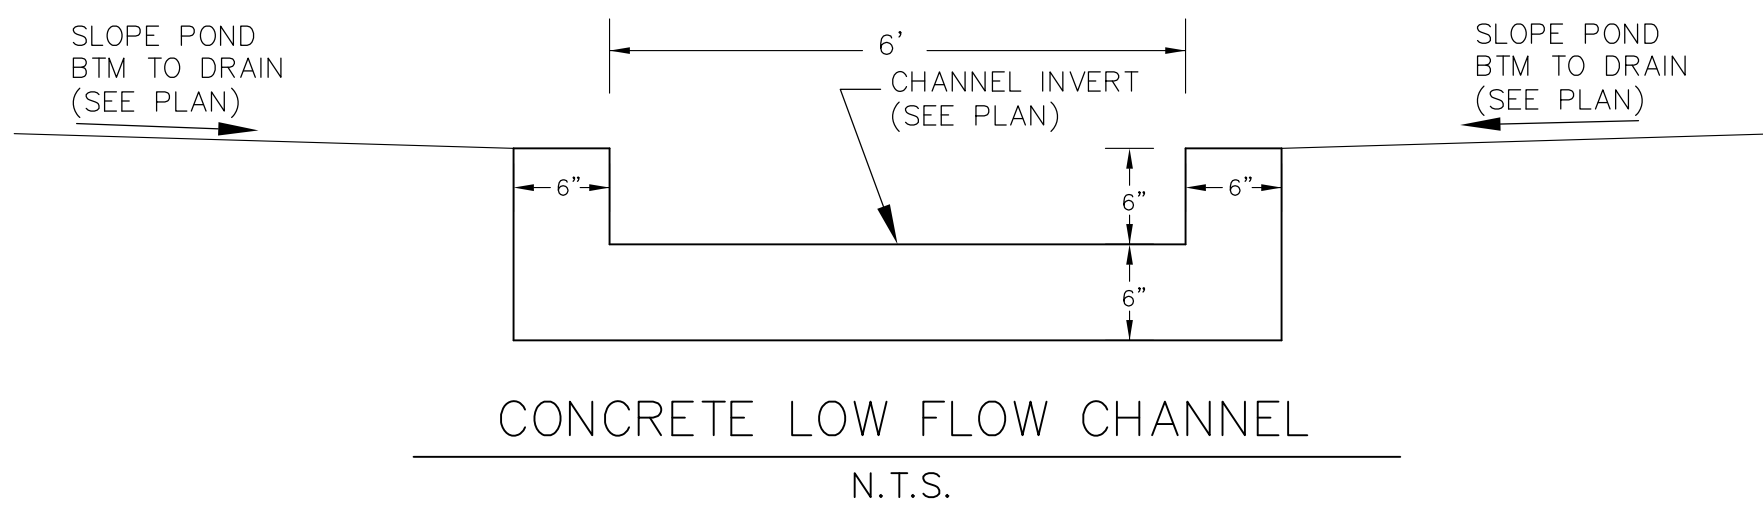 SLOPE POND
BTM TO DRAIN
(SEE PLAN)
6’
CHANNEL INVERT
(SEE PLAN)
SLOPE POND
BTM TO DRAIN
(SEE PLAN)
6”
6”
6”
6”
CONCRETE LOW FLOW CHANNEL
N.T.S.